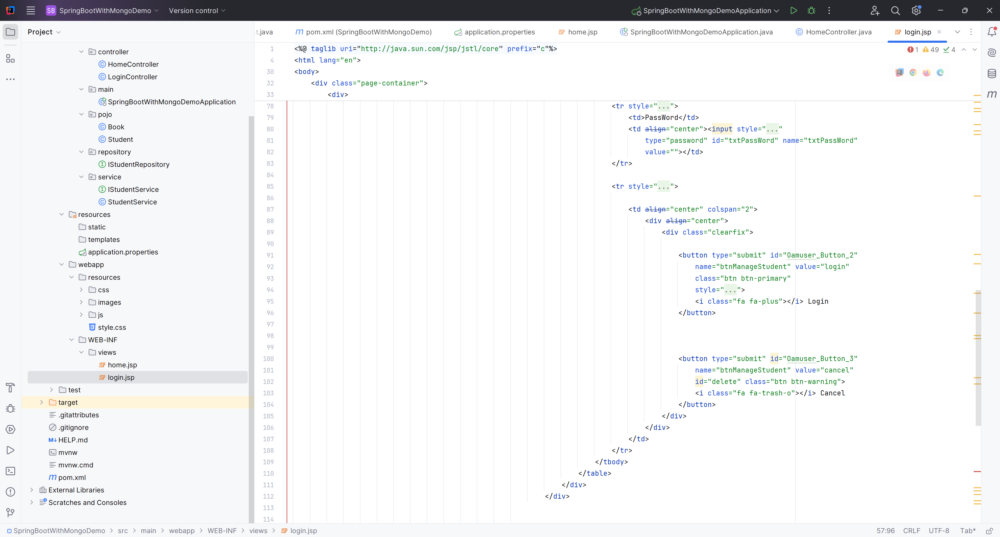 SB SpringBootWithMongoDemo Version control SpringBootWithMongoDemoApplication
Project
t.java pom.xml (SpringBootWithMongoDemo) application.properties JSP home.jsp SpringBootWithMongoDemoApplication.java HomeController.java JSP login.jsp
1 49 4
controller
HomeController
LoginController
main
SpringBootWithMongoDemoApplication
pojo
Book
Student
repository
IStudentRepository
service
IStudentService
StudentService
resources
static
templates
application.properties
webapp
resources
css
images
js
style.css
WEB-INF
views
JSP home.jsp
JSP login.jsp
test
target
.gitattributes
.gitignore
M↓ HELP.md
mvnw
mvnw.cmd
m pom.xml
External Libraries
Scratches and Consoles
1 <%@ taglib uri="http://java.sun.com/jsp/jstl/core" prefix="c"%>
4 <html lang="en">
30 <body>
32 <div class="page-container">
33 <div>
78 <tr style="...">
79 <td>PassWord</td>
80 <td align="center"><input style="..."
81 type="password" id="txtPassWord" name="txtPassWord"
82 value=""></td>
83 </tr>
84
85 <tr style="...">
86
87 <td align="center" colspan="2">
88 <div align="center">
89 <div class="clearfix">
90
91 <button type="submit" id="Oamuser_Button_2"
92 name="btnManageStudent" value="login"
93 class="btn btn-primary"
94 style="...">
95 <i class="fa fa-plus"></i> Login
96 </button>
97
98
99
100 <button type="submit" id="Oamuser_Button_3"
101 name="btnManageStudent" value="cancel"
102 id="delete" class="btn btn-warning">
103 <i class="fa fa-trash-o"></i> Cancel
104 </button>
105 </div>
106 </div>
107 </td>
108 </tr>
109 </tbody>
110 </table>
111 </div>
112 </div>
113
114
SpringBootWithMongoDemo > src > main > webapp > WEB-INF > views > JSP login.jsp 57:96 CRLF UTF-8 Tab*